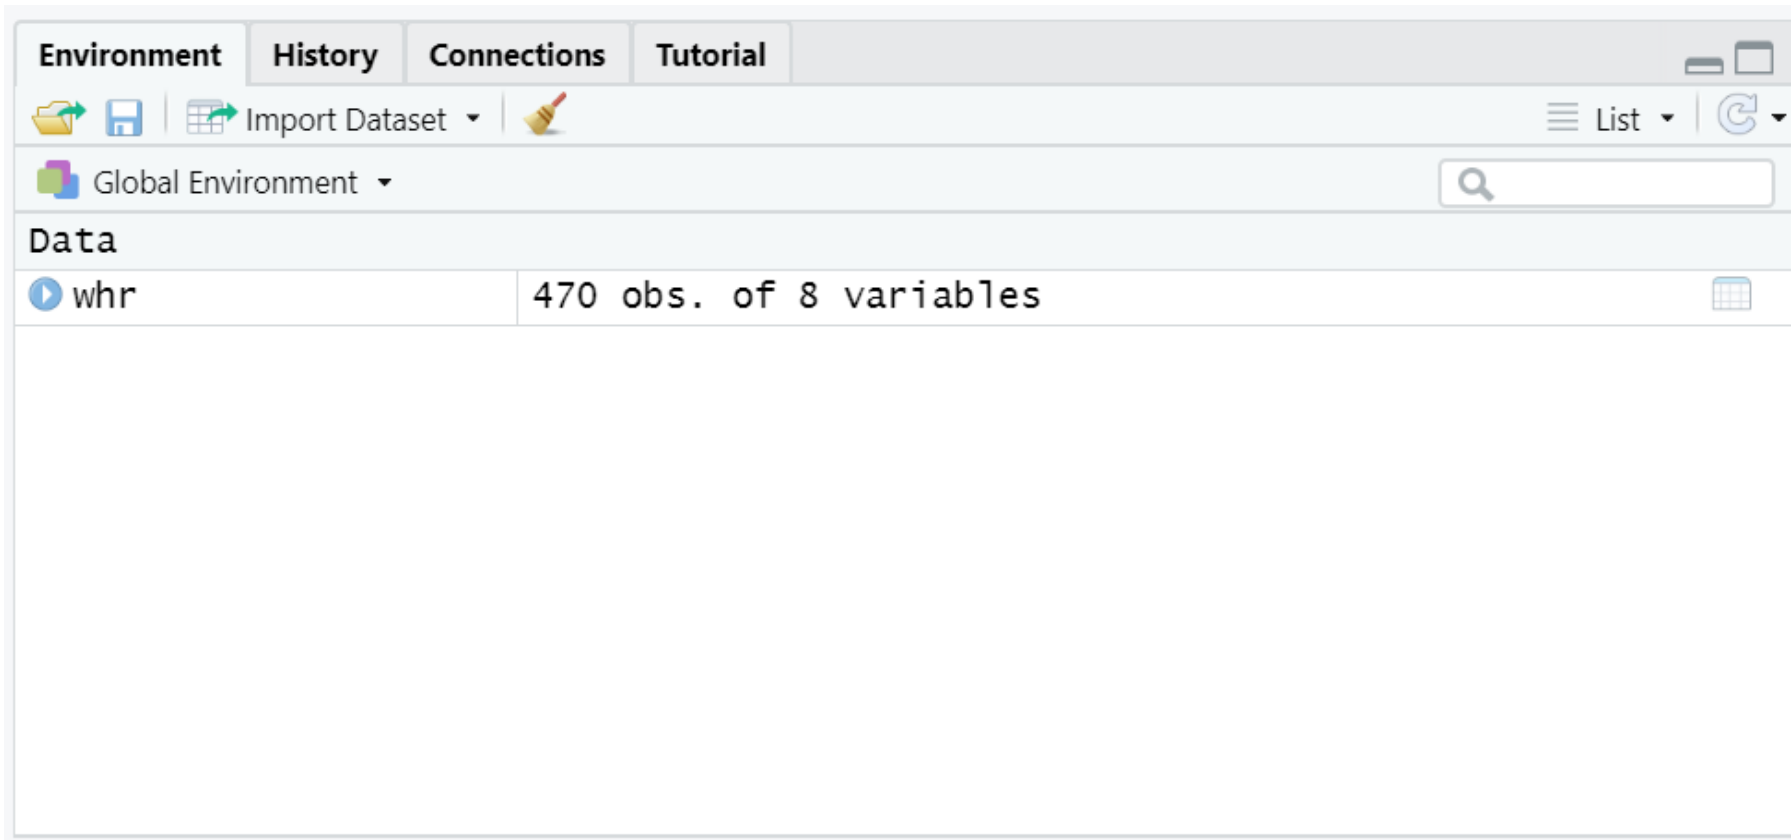 Environment History Connections Tutorial
Import Dataset List
Global Environment
Data
whr 470 obs. of 8 variables